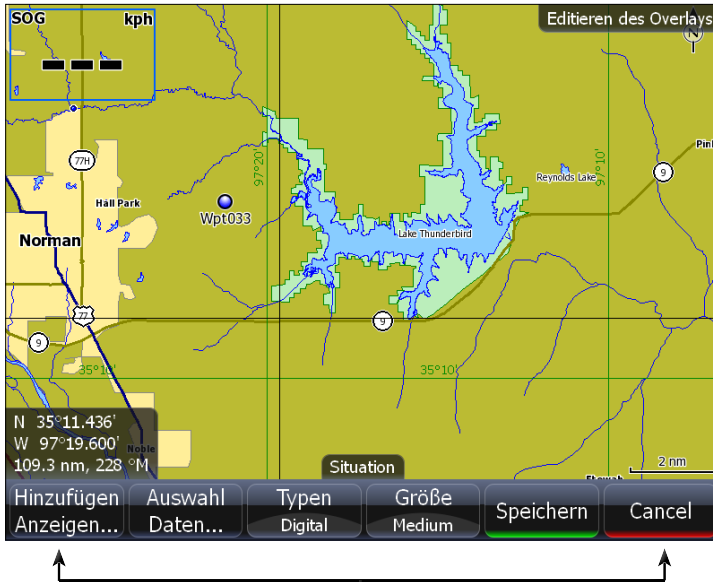 SOG kph
Editieren des Overlays
N
77H
97°20'
97°10'
Pin
9
Hall Park
Wpt033
Reynolds Lake
Norman
Lake Thunderbird
77
9
9
35°10'
35°10'
N 35°11.436'
W 97°19.600'
109.3 nm, 228 °M
Noble
Situation
2 nm
Etowah
Hinzufügen
Anzeigen...
Auswahl
Daten...
Typen
Digital
Größe
Medium
Speichern
Cancel